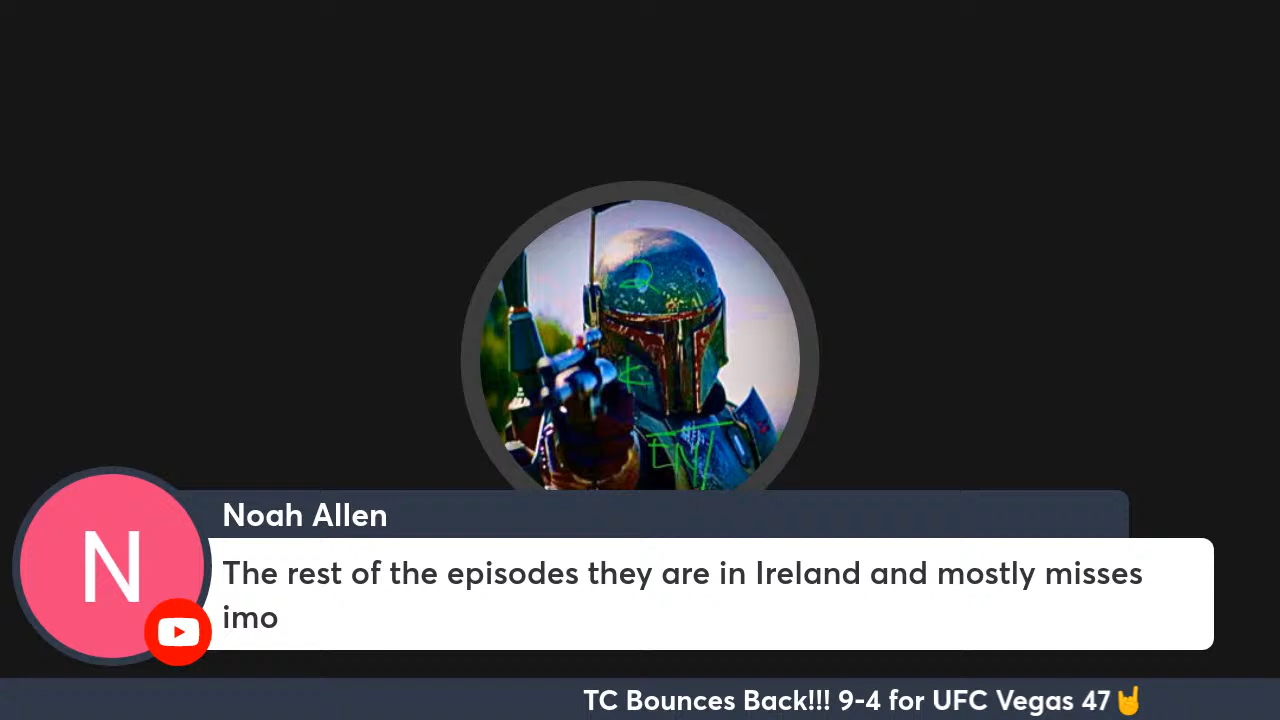 Noah Allen
N
The rest of the episodes they are in Ireland and mostly misses
imo
TC Bounces Back!!! 9-4 for UFC Vegas 47🤘